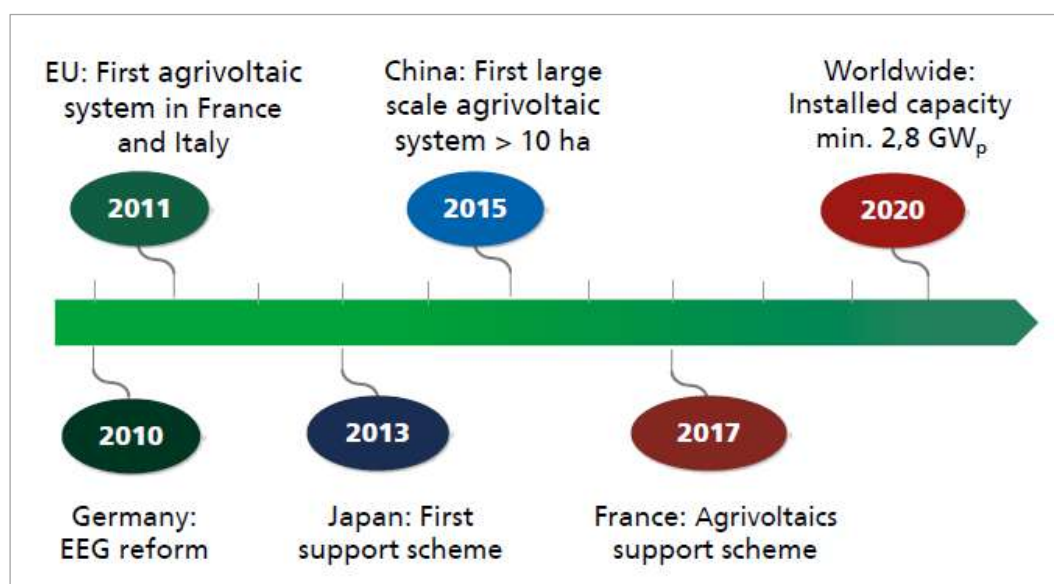 EU: First agrivoltaic
system in France
and Italy
China: First large
scale agrivoltaic
system > 10 ha
Worldwide:
Installed capacity
min. 2,8 GWp
2011
2015
2020
2010
2013
2017
Germany:
EEG reform
Japan: First
support scheme
France: Agrivoltaics
support scheme